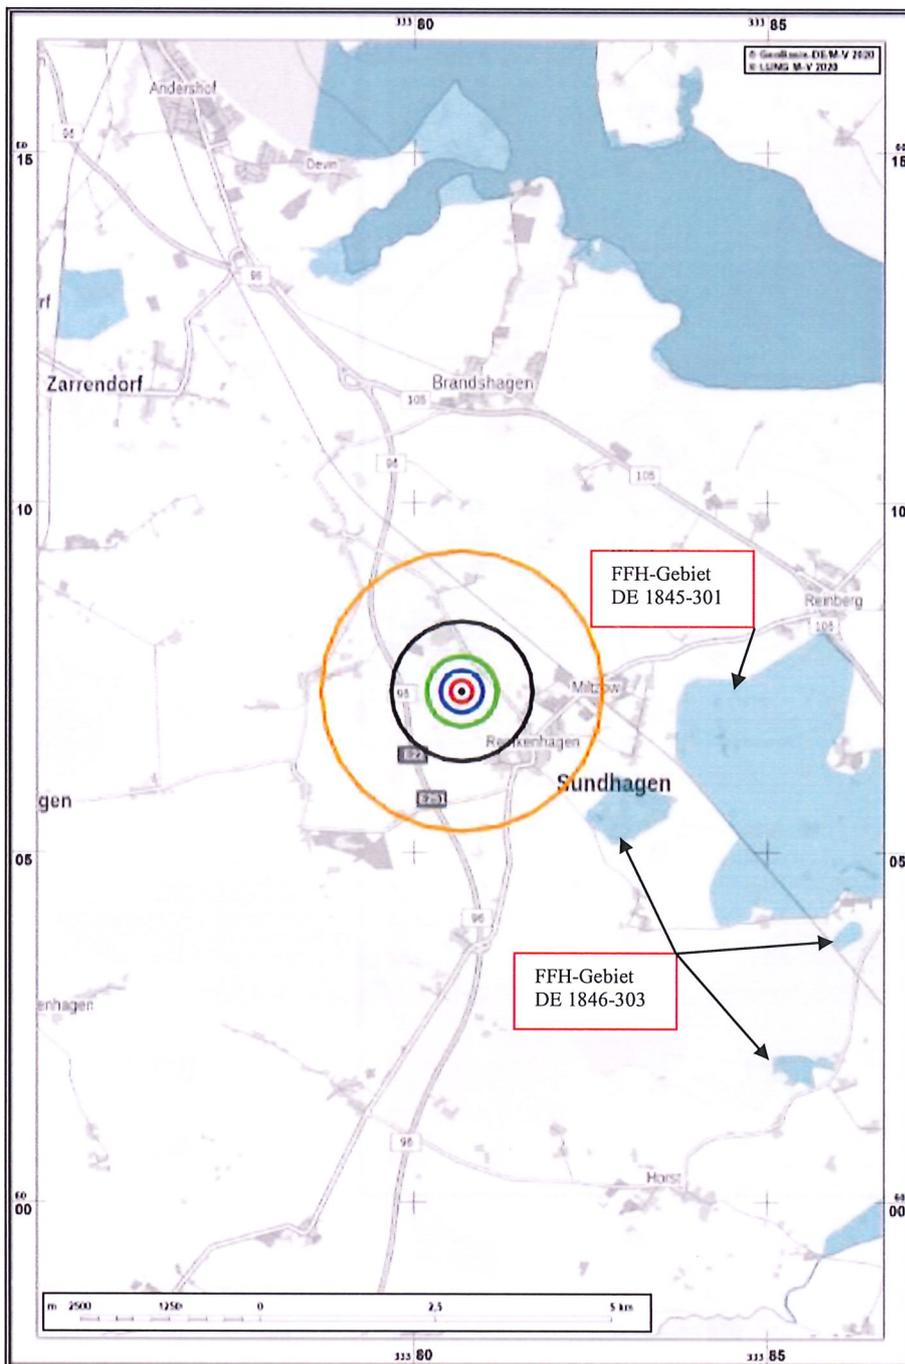 333 80
333 85
© GeoBasis-DE/M-V 2020
© LUNG M-V 2020
Andershof
96
60
15
60
15
Devin
96
rf
Zarrendorf
Brandshagen
105
96
105
10
10
FFH-Gebiet
DE 1845-301
Reinberg
105
96
Miltzow
Reinkenhagen
Sundhagen
gen
05
05
96
FFH-Gebiet
DE 1846-303
enhagen
96
Horst
60
00
00
m 2500 1250 0 2,5 5 km
333 80
333 85